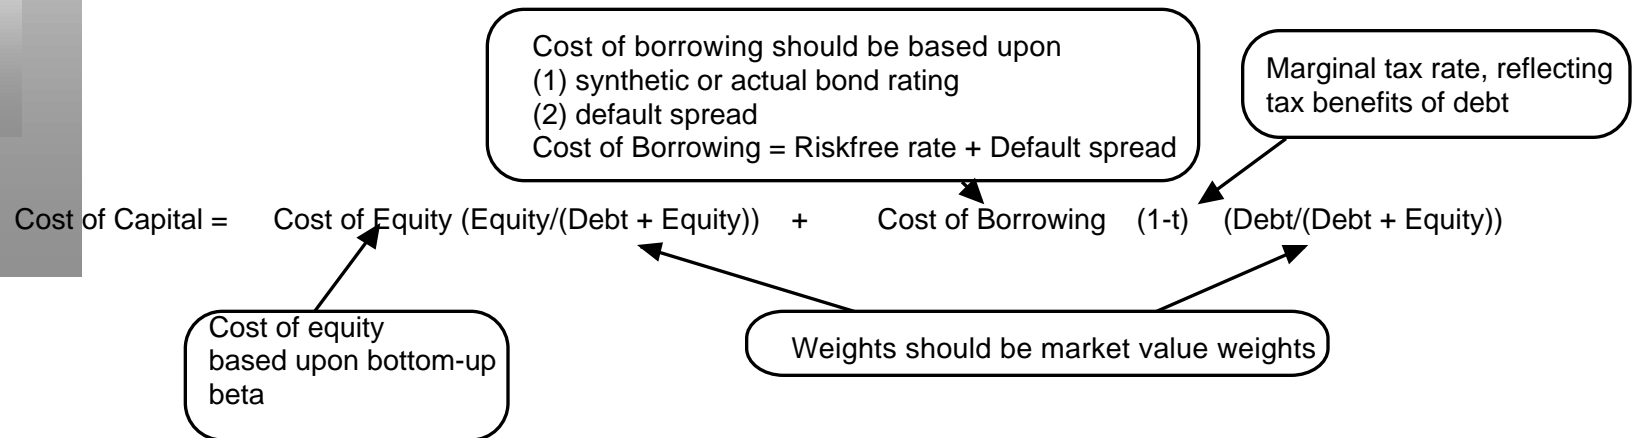 Cost of borrowing should be based upon
(1) synthetic or actual bond rating
(2) default spread
Cost of Borrowing = Riskfree rate + Default spread
Marginal tax rate, reflecting
tax benefits of debt
Cost of Capital = Cost of Equity (Equity/(Debt + Equity)) + Cost of Borrowing (1-t) (Debt/(Debt + Equity))
Cost of equity
based upon bottom-up
beta
Weights should be market value weights